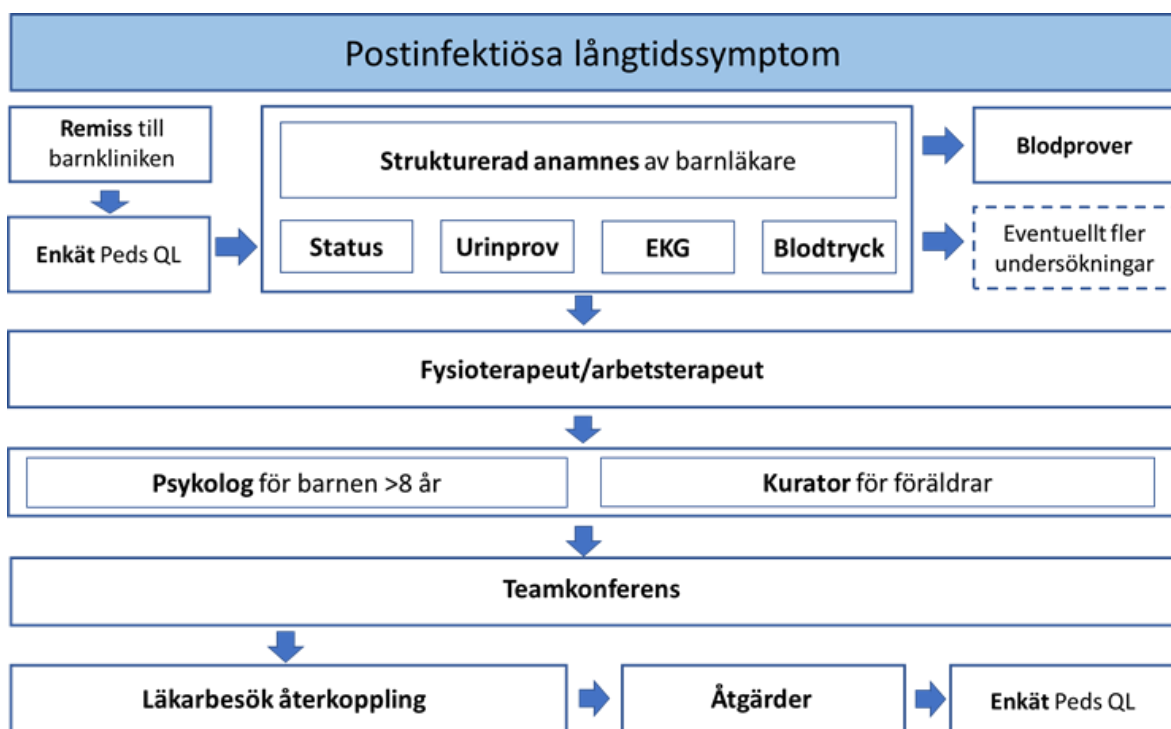 Postinfektiösa långtidssymptom
Remiss till
barnkliniken
Enkät Peds QL
Strukturerad anamnes av barnläkare
Status
Urinprov
EKG
Blodtryck
Blodprover
Eventuellt fler
undersökningar
Fysioterapeut/arbetsterapeut
Psykolog för barnen >8 år
Kurator för föräldrar
Teamkonferens
Läkarbesök återkoppling
Åtgärder
Enkät Peds QL